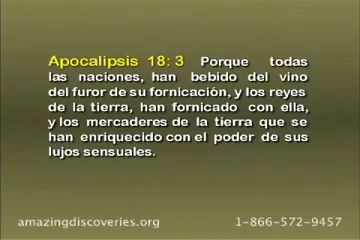 Apocalipsis 18: 3 Porque todas
las naciones, han bebido del vino
del furor de su fornicación, y los reyes
de la tierra, han fornicado con ella,
y los mercaderes de la tierra que se
han enriquecido con el poder de sus
lujos sensuales.
amazingdiscoveries.org 1-866-572-9457